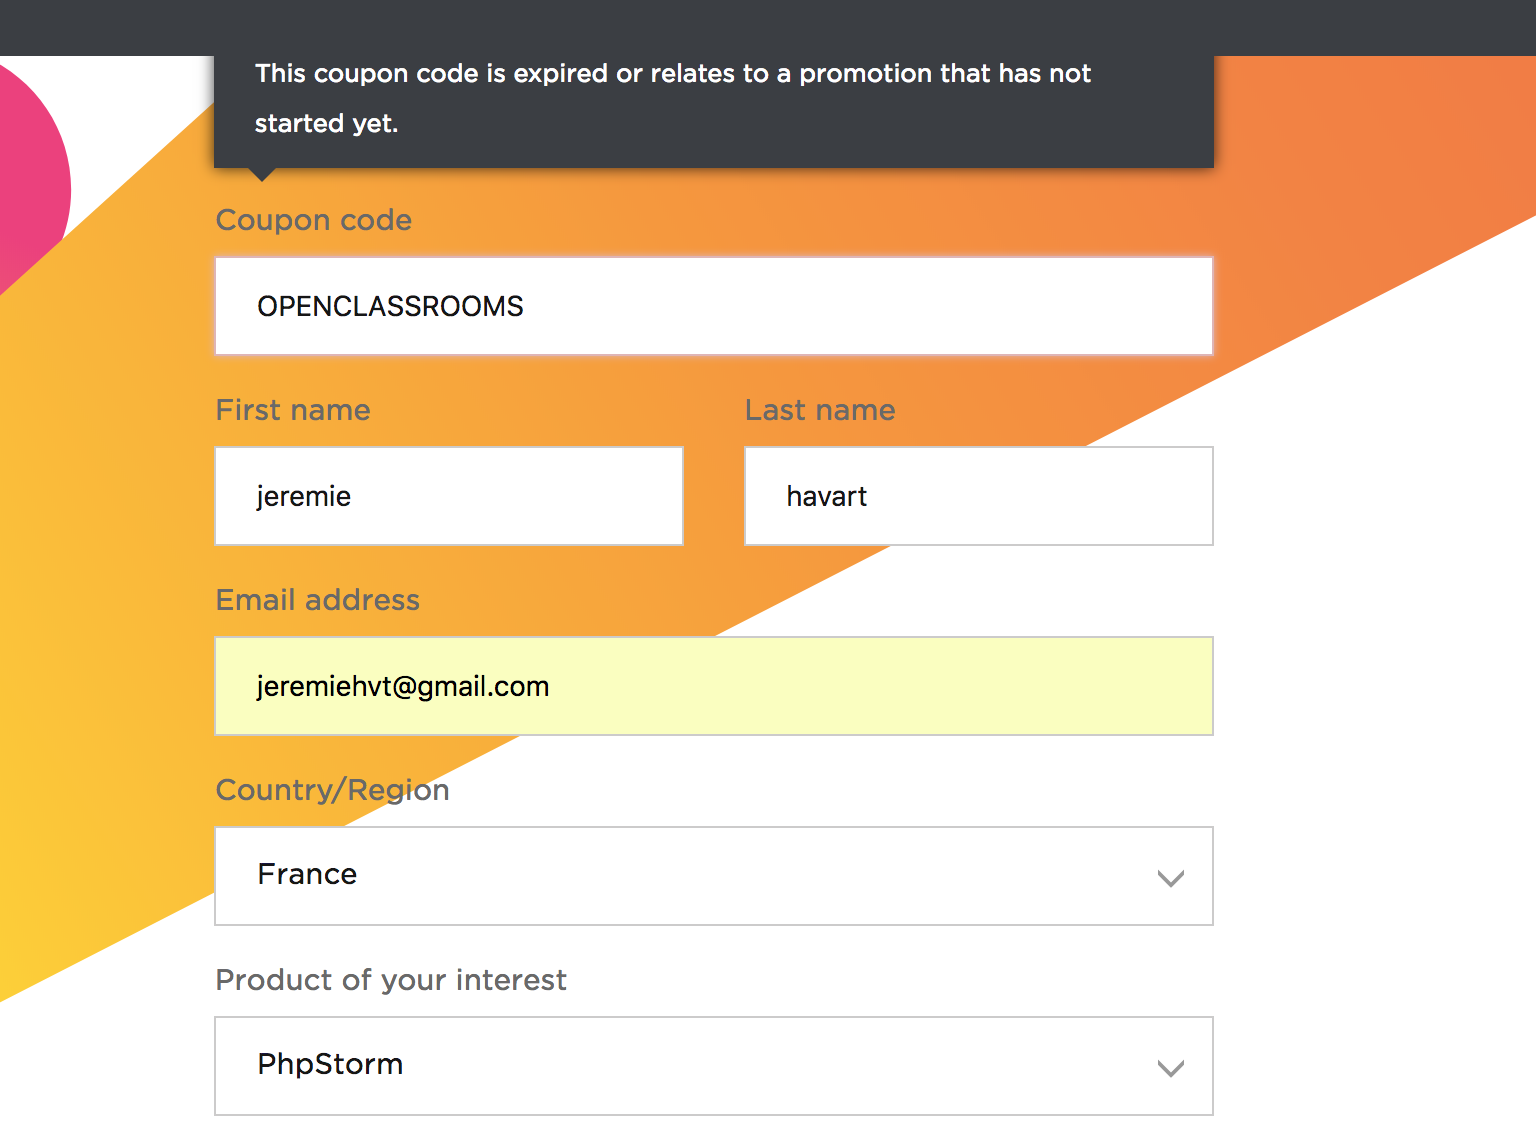 This coupon code is expired or relates to a promotion that has not
started yet.
Coupon code
OPENCLASSROOMS
First name
Last name
jeremie
havart
Email address
jeremiehvt@gmail.com
Country/Region
France
Product of your interest
PhpStorm